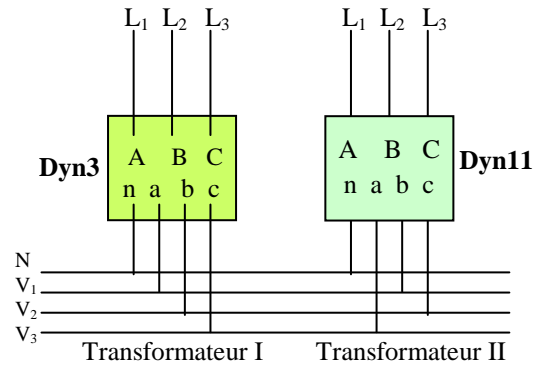 L₁ L₂ L₃ L₁ L₂ L₃
A B C A B C
Dyn3 Dyn11
n a b c n a b c
N
V₁
V₂
V₃
Transformateur I Transformateur II